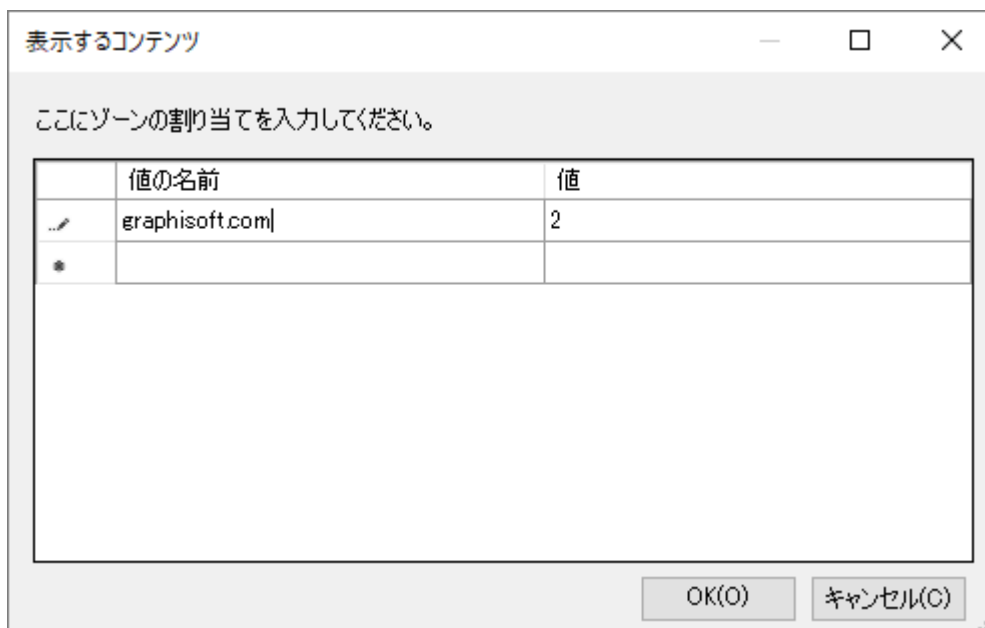 表示するコンテンツ
ここにゾーンの割り当てを入力してください。
値の名前 値
graphisoft.com 2
OK(O) キャンセル(C)